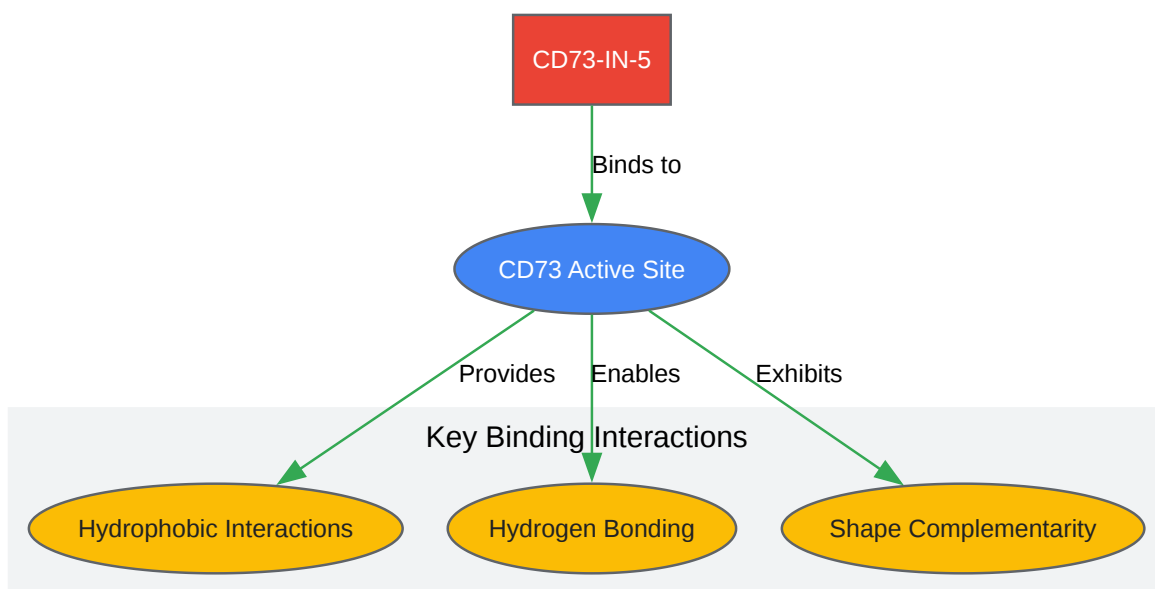 CD73-IN-5
Binds to
CD73 Active Site
Provides
Enables
Exhibits
Key Binding Interactions
Hydrophobic Interactions
Hydrogen Bonding
Shape Complementarity